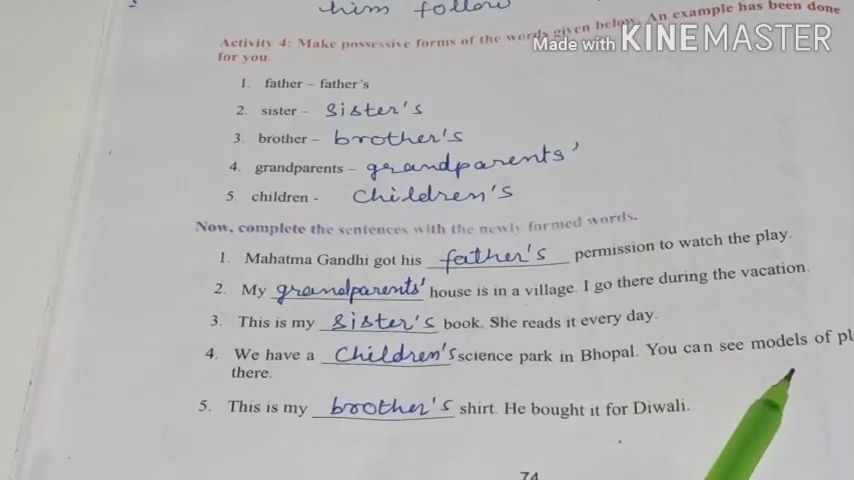 him follow
Activity 4: Make possessive forms of the words given below. An example has been done
for you.
Made with KINEMASTER
1. father – father's
2. sister – sister's
3. brother – brother's
4. grandparents – grandparents'
5. children - children's
Now, complete the sentences with the newly formed words.
1. Mahatma Gandhi got his father's permission to watch the play.
2. My grandparents' house is in a village. I go there during the vacation.
3. This is my sister's book. She reads it every day.
4. We have a children's science park in Bhopal. You can see models of
there.
5. This is my brother's shirt. He bought it for Diwali.
74